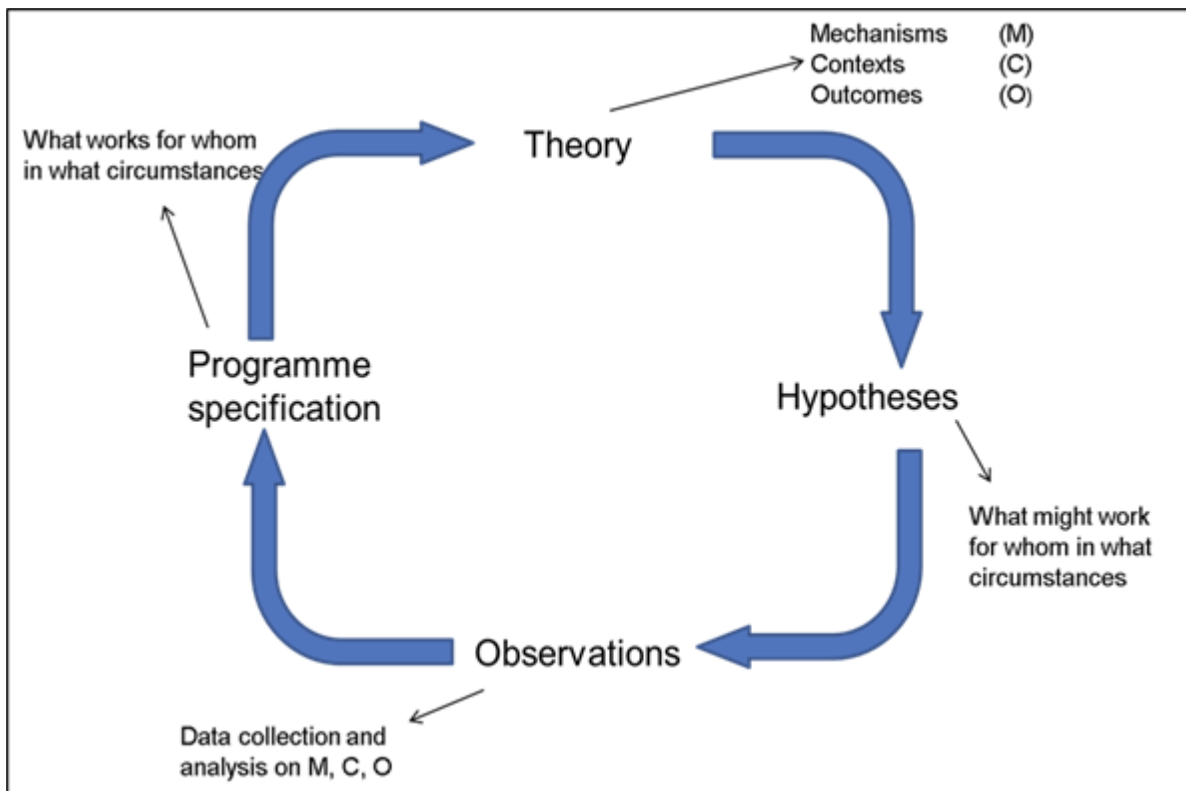 Mechanisms (M)
Contexts (C)
Outcomes (O)
Theory
What works for whom
in what circumstances
Programme
specification
Hypotheses
What might work
for whom in what
circumstances
Observations
Data collection and
analysis on M, C, O